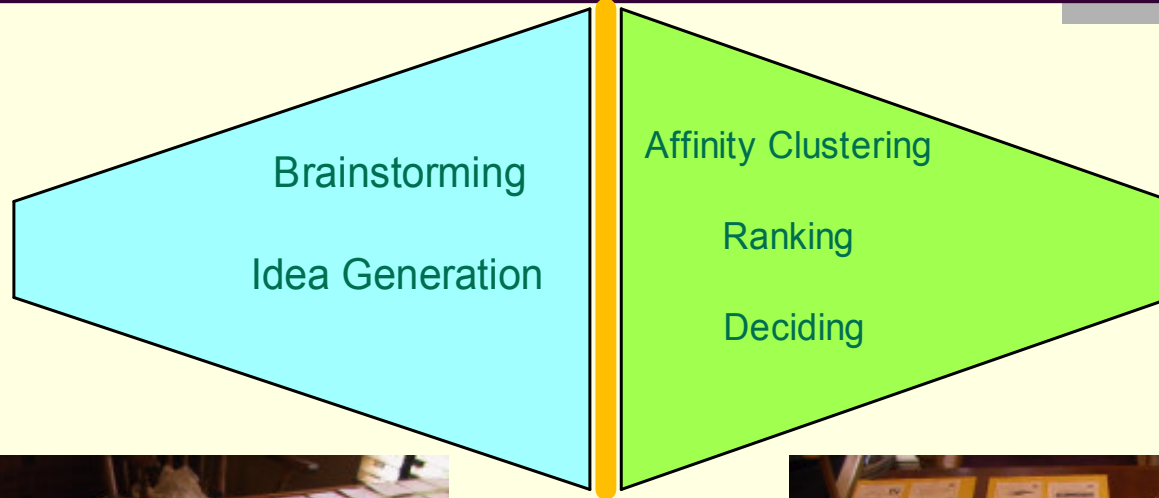 Brainstorming
Idea Generation
Affinity Clustering
Ranking
Deciding